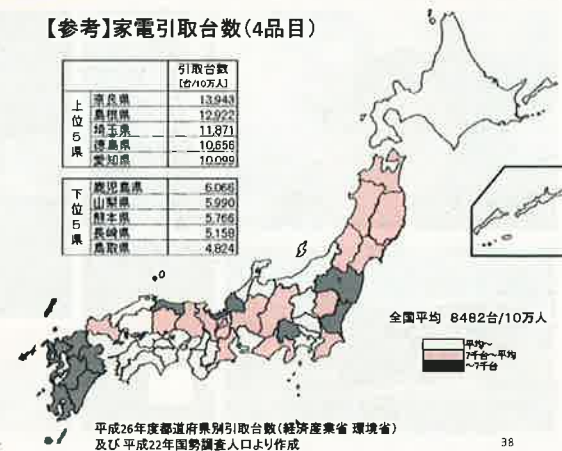 【参考】家電引取台数(4品目)
引取台数
[台/10万人]
上位5県
奈良県 13,943
島根県 12,922
埼玉県 11,871
徳島県 10,656
愛知県 10,099
下位5県
鹿児島県 6,066
山梨県 5,990
熊本県 5,766
長崎県 5,158
鳥取県 4,824
全国平均 8482台/10万人
平均~
7千台~平均
~7千台
平成26年度都道府県別引取台数(経済産業省 環境省)
及び 平成22年国勢調査人口より作成
38